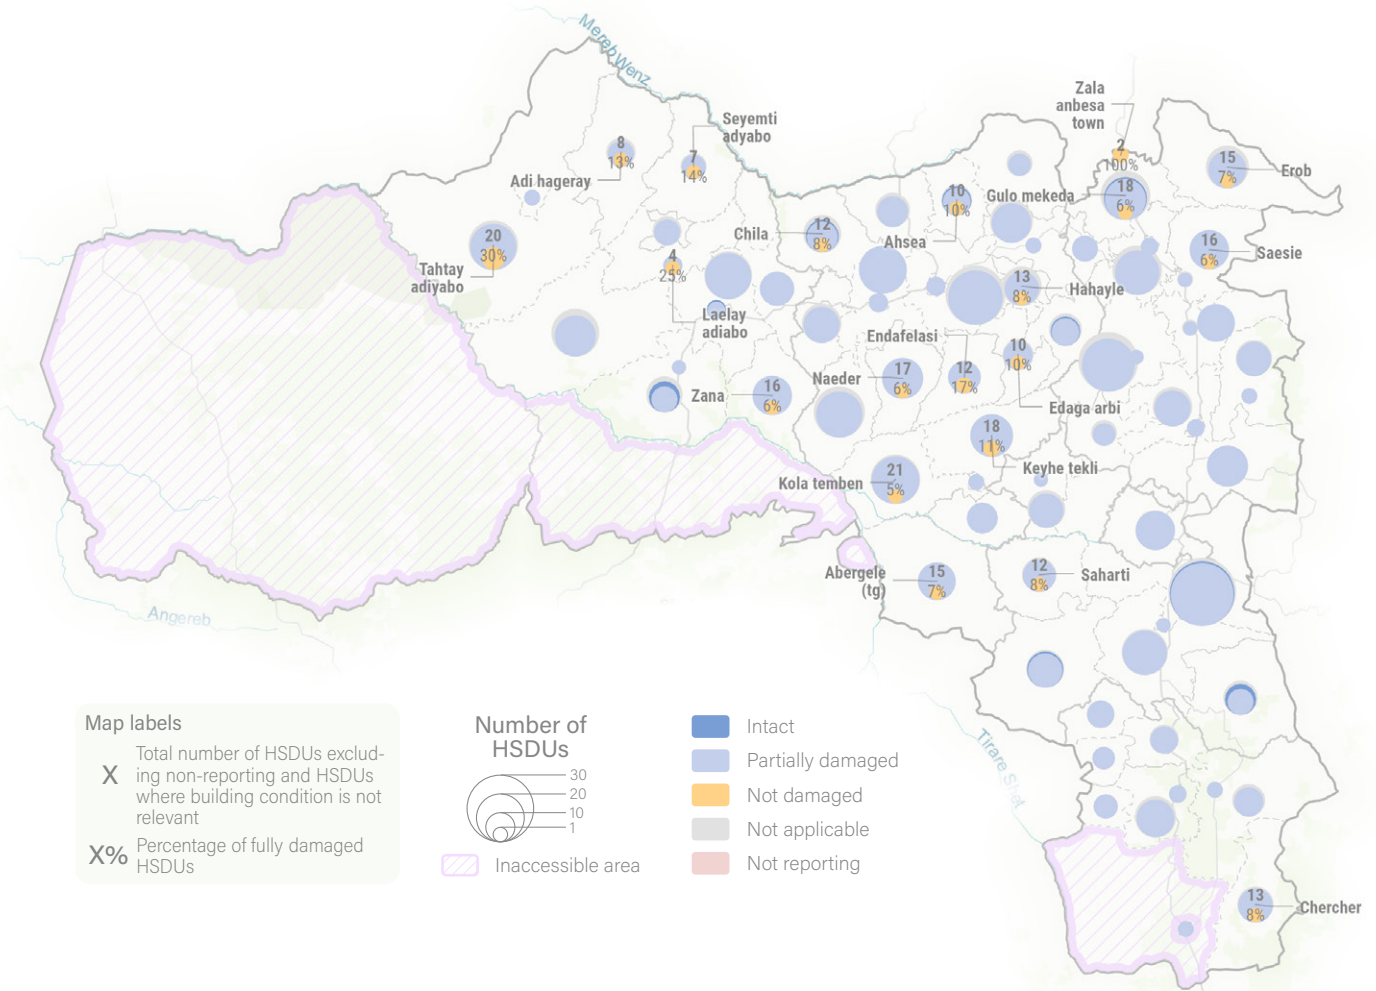 Mereb Wenz
Zala
anbesa
town
Seyemti
adyabo
8
13%
7
14%
2
100%
15
7%
Erob
Adi hageray
10
10%
Gulo mekeda
18
6%
20
30%
Chila
12
8%
Ahsea
16
6%
Saesie
Tahtay
adiyabo
4
25%
13
8%
Hahayle
Laelay
adiabo
Endafelasi
10
10%
Naeder
17
6%
12
17%
Zana
16
6%
Edaga arbi
18
11%
Keyhe tekli
Kola temben
21
5%
Abergele
(tg)
15
7%
12
8%
Saharti
Angereb
Tirare Shet
13
8%
Chercher
Map labels
X
Total number of HSDUs exclud-
ing non-reporting and HSDUs
where building condition is not
relevant
X%
Percentage of fully damaged
HSDUs
Number of
HSDUs
30
20
10
1
Inaccessible area
Intact
Partially damaged
Not damaged
Not applicable
Not reporting